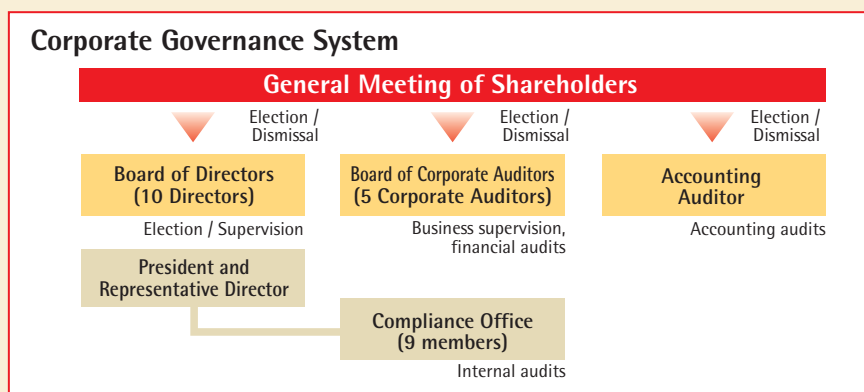 Corporate Governance System
General Meeting of Shareholders
Election /
Dismissal
Election /
Dismissal
Election /
Dismissal
Board of Directors
(10 Directors)
Board of Corporate Auditors
(5 Corporate Auditors)
Accounting
Auditor
Election / Supervision
Business supervision,
financial audits
Accounting audits
President and
Representative Director
Compliance Office
(9 members)
Internal audits